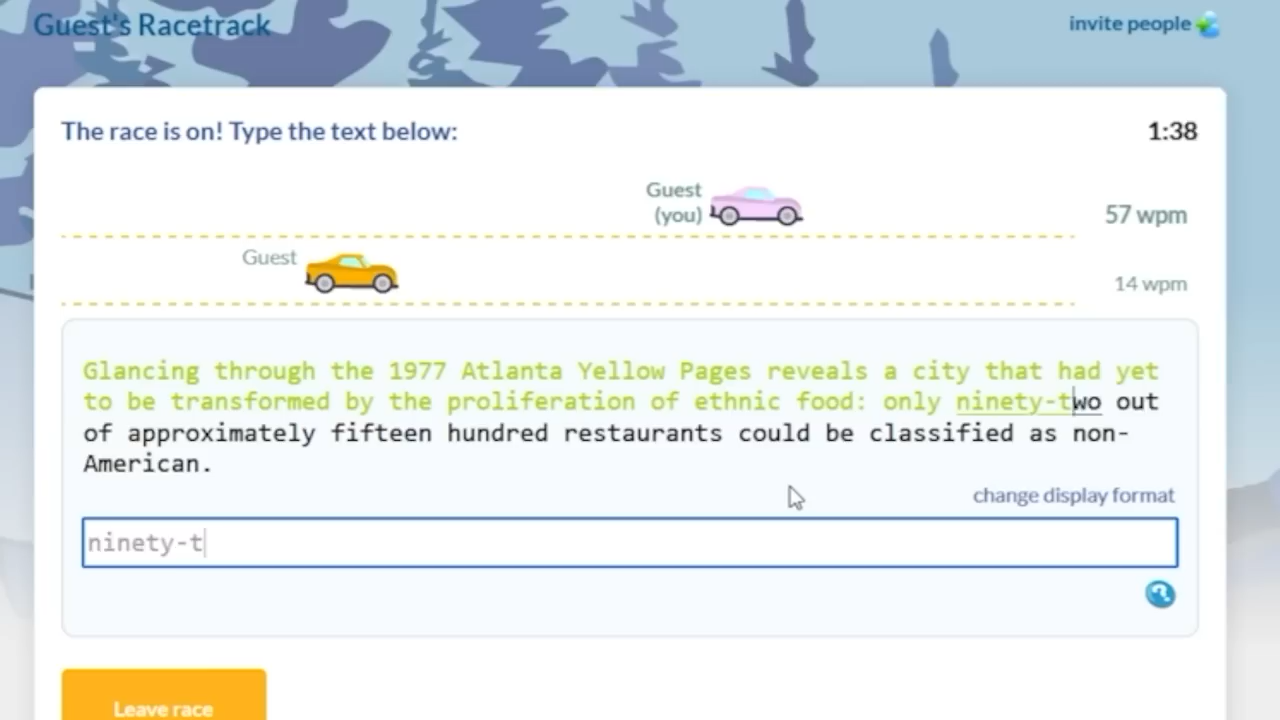 Guest's Racetrack
invite people
The race is on! Type the text below:
1:38
Guest
(you)
57 wpm
Guest
14 wpm
Glancing through the 1977 Atlanta Yellow Pages reveals a city that had yet
to be transformed by the proliferation of ethnic food: only ninety-two out
of approximately fifteen hundred restaurants could be classified as non-
American.
change display format
ninety-t
Leave race